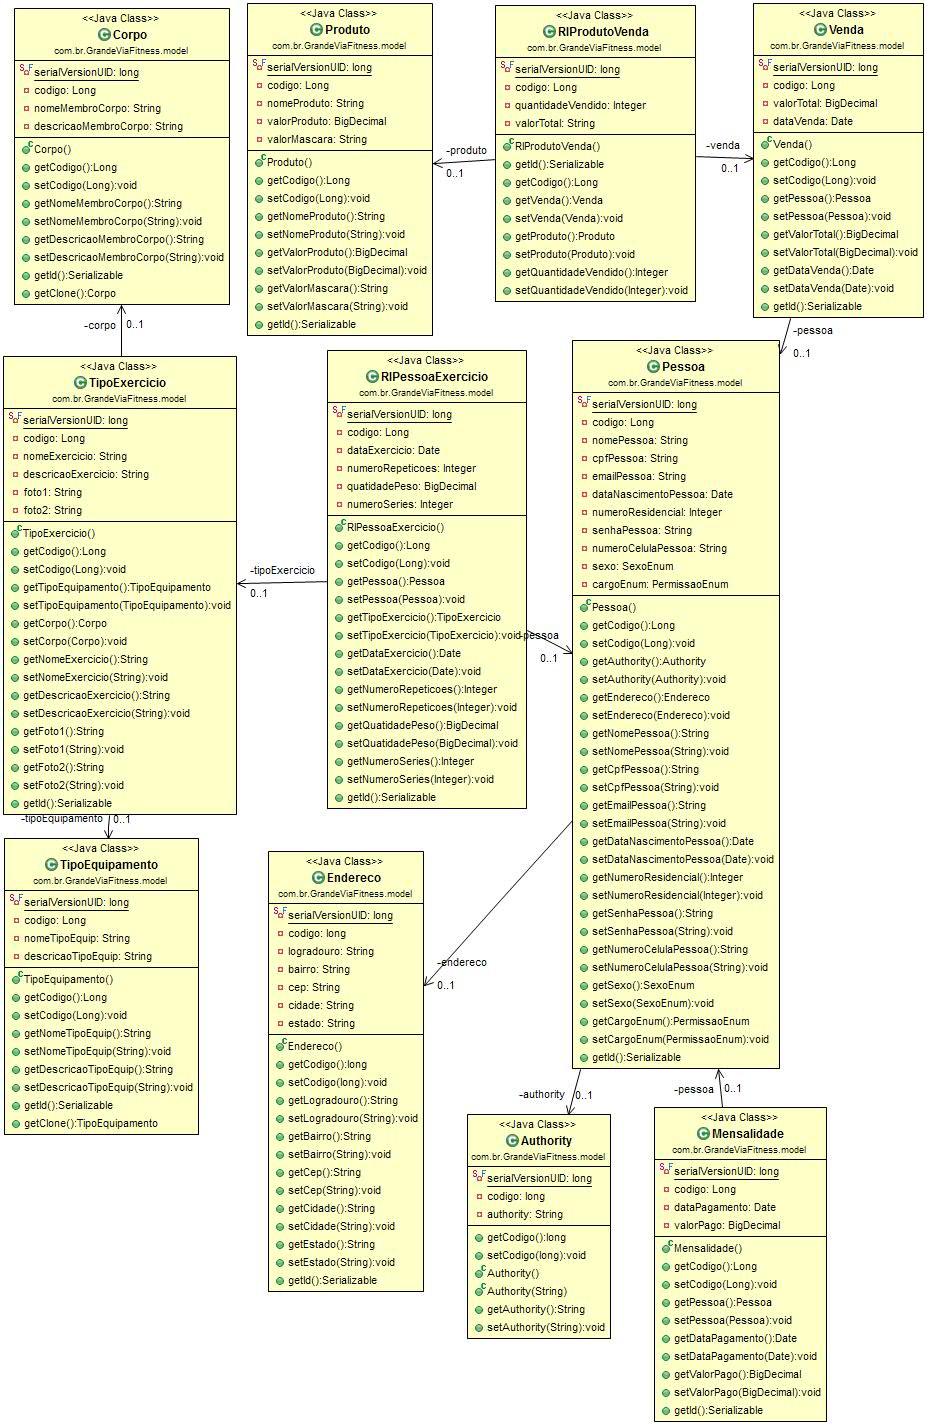 <<Java Class>>
Corpo
com.br.GrandeViaFitness.model
serialVersionUID: long
codigo: Long
nomeMembroCorpo: String
descricaoMembroCorpo: String
Corpo()
getCodigo():Long
setCodigo(Long):void
getNomeMembroCorpo():String
setNomeMembroCorpo(String):void
getDescricaoMembroCorpo():String
setDescricaoMembroCorpo(String):void
getId():Serializable
getClone():Corpo
<<Java Class>>
Produto
com.br.GrandeViaFitness.model
serialVersionUID: long
codigo: Long
nomeProduto: String
valorProduto: BigDecimal
valorMascara: String
Produto()
getCodigo():Long
setCodigo(Long):void
getNomeProduto():String
setNomeProduto(String):void
getValorProduto():BigDecimal
setValorProduto(BigDecimal):void
getValorMascara():String
setValorMascara(String):void
getId():Serializable
-produto
0..1
<<Java Class>>
RlProdutoVenda
com.br.GrandeViaFitness.model
serialVersionUID: long
codigo: Long
quantidadeVendido: Integer
valorTotal: String
RlProdutoVenda()
getId():Serializable
getCodigo():Long
getVenda():Venda
setVenda(Venda):void
getProduto():Produto
setProduto(Produto):void
getQuantidadeVendido():Integer
setQuantidadeVendido(Integer):void
-venda
0..1
<<Java Class>>
Venda
com.br.GrandeViaFitness.model
serialVersionUID: long
codigo: Long
valorTotal: BigDecimal
dataVenda: Date
Venda()
getCodigo():Long
setCodigo(Long):void
getPessoa():Pessoa
setPessoa(Pessoa):void
getValorTotal():BigDecimal
setValorTotal(BigDecimal):void
getDataVenda():Date
setDataVenda(Date):void
getId():Serializable
-pessoa
0..1
-corpo
0..1
<<Java Class>>
TipoExercicio
com.br.GrandeViaFitness.model
serialVersionUID: long
codigo: Long
nomeExercicio: String
descricaoExercicio: String
foto1: String
foto2: String
TipoExercicio()
getCodigo():Long
setCodigo(Long):void
getTipoEquipamento():TipoEquipamento
setTipoEquipamento(TipoEquipamento):void
getCorpo():Corpo
setCorpo(Corpo):void
getNomeExercicio():String
setNomeExercicio(String):void
getDescricaoExercicio():String
setDescricaoExercicio(String):void
getFoto1():String
setFoto1(String):void
getFoto2():String
setFoto2(String):void
getId():Serializable
-tipoExercicio
0..1
<<Java Class>>
RlPessoaExercicio
com.br.GrandeViaFitness.model
serialVersionUID: long
codigo: Long
dataExercicio: Date
numeroRepeticoes: Integer
quatidadePeso: BigDecimal
numeroSeries: Integer
RlPessoaExercicio()
getCodigo():Long
setCodigo(Long):void
getPessoa():Pessoa
setPessoa(Pessoa):void
getTipoExercicio():TipoExercicio
setTipoExercicio(TipoExercicio):void
getDataExercicio():Date
setDataExercicio(Date):void
getNumeroRepeticoes():Integer
setNumeroRepeticoes(Integer):void
getQuatidadePeso():BigDecimal
setQuatidadePeso(BigDecimal):void
getNumeroSeries():Integer
setNumeroSeries(Integer):void
getId():Serializable
-pessoa
0..1
<<Java Class>>
Pessoa
com.br.GrandeViaFitness.model
serialVersionUID: long
codigo: Long
nomePessoa: String
cpfPessoa: String
emailPessoa: String
dataNascimentoPessoa: Date
numeroResidencial: Integer
senhaPessoa: String
numeroCelulaPessoa: String
sexo: SexoEnum
cargoEnum: PermissaoEnum
Pessoa()
getCodigo():Long
setCodigo(Long):void
getAuthority():Authority
setAuthority(Authority):void
getEndereco():Endereco
setEndereco(Endereco):void
getNomePessoa():String
setNomePessoa(String):void
getCpfPessoa():String
setCpfPessoa(String):void
getEmailPessoa():String
setEmailPessoa(String):void
getDataNascimentoPessoa():Date
setDataNascimentoPessoa(Date):void
getNumeroResidencial():Integer
setNumeroResidencial(Integer):void
getSenhaPessoa():String
setSenhaPessoa(String):void
getNumeroCelulaPessoa():String
setNumeroCelulaPessoa(String):void
getSexo():SexoEnum
setSexo(SexoEnum):void
getCargoEnum():PermissaoEnum
setCargoEnum(PermissaoEnum):void
getId():Serializable
-tipoEquipamento
0..1
<<Java Class>>
TipoEquipamento
com.br.GrandeViaFitness.model
serialVersionUID: long
codigo: Long
nomeTipoEquip: String
descricaoTipoEquip: String
TipoEquipamento()
getCodigo():Long
setCodigo(Long):void
getNomeTipoEquip():String
setNomeTipoEquip(String):void
getDescricaoTipoEquip():String
setDescricaoTipoEquip(String):void
getId():Serializable
getClone():TipoEquipamento
<<Java Class>>
Endereco
com.br.GrandeViaFitness.model
serialVersionUID: long
codigo: long
logradouro: String
bairro: String
cep: String
cidade: String
estado: String
Endereco()
getCodigo():long
setCodigo(long):void
getLogradouro():String
setLogradouro(String):void
getBairro():String
setBairro(String):void
getCep():String
setCep(String):void
getCidade():String
setCidade(String):void
getEstado():String
setEstado(String):void
getId():Serializable
-endereco
0..1
-authority
0..1
<<Java Class>>
Authority
com.br.GrandeViaFitness.model
serialVersionUID: long
codigo: long
authority: String
getCodigo():long
setCodigo(long):void
Authority()
Authority(String)
getAuthority():String
setAuthority(String):void
-pessoa
0..1
<<Java Class>>
Mensalidade
com.br.GrandeViaFitness.model
serialVersionUID: long
codigo: Long
dataPagamento: Date
valorPago: BigDecimal
Mensalidade()
getCodigo():Long
setCodigo(Long):void
getPessoa():Pessoa
setPessoa(Pessoa):void
getDataPagamento():Date
setDataPagamento(Date):void
getValorPago():BigDecimal
setValorPago(BigDecimal):void
getId():Serializable